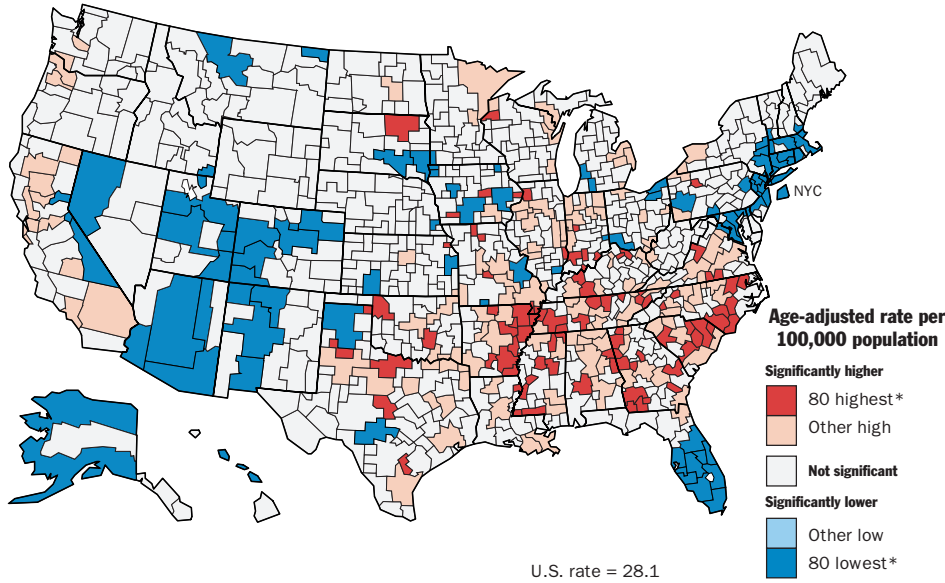 NYC
Age-adjusted rate per
100,000 population
Significantly higher
80 highest*
Other high
Not significant
Significantly lower
Other low
80 lowest*
U.S. rate = 28.1